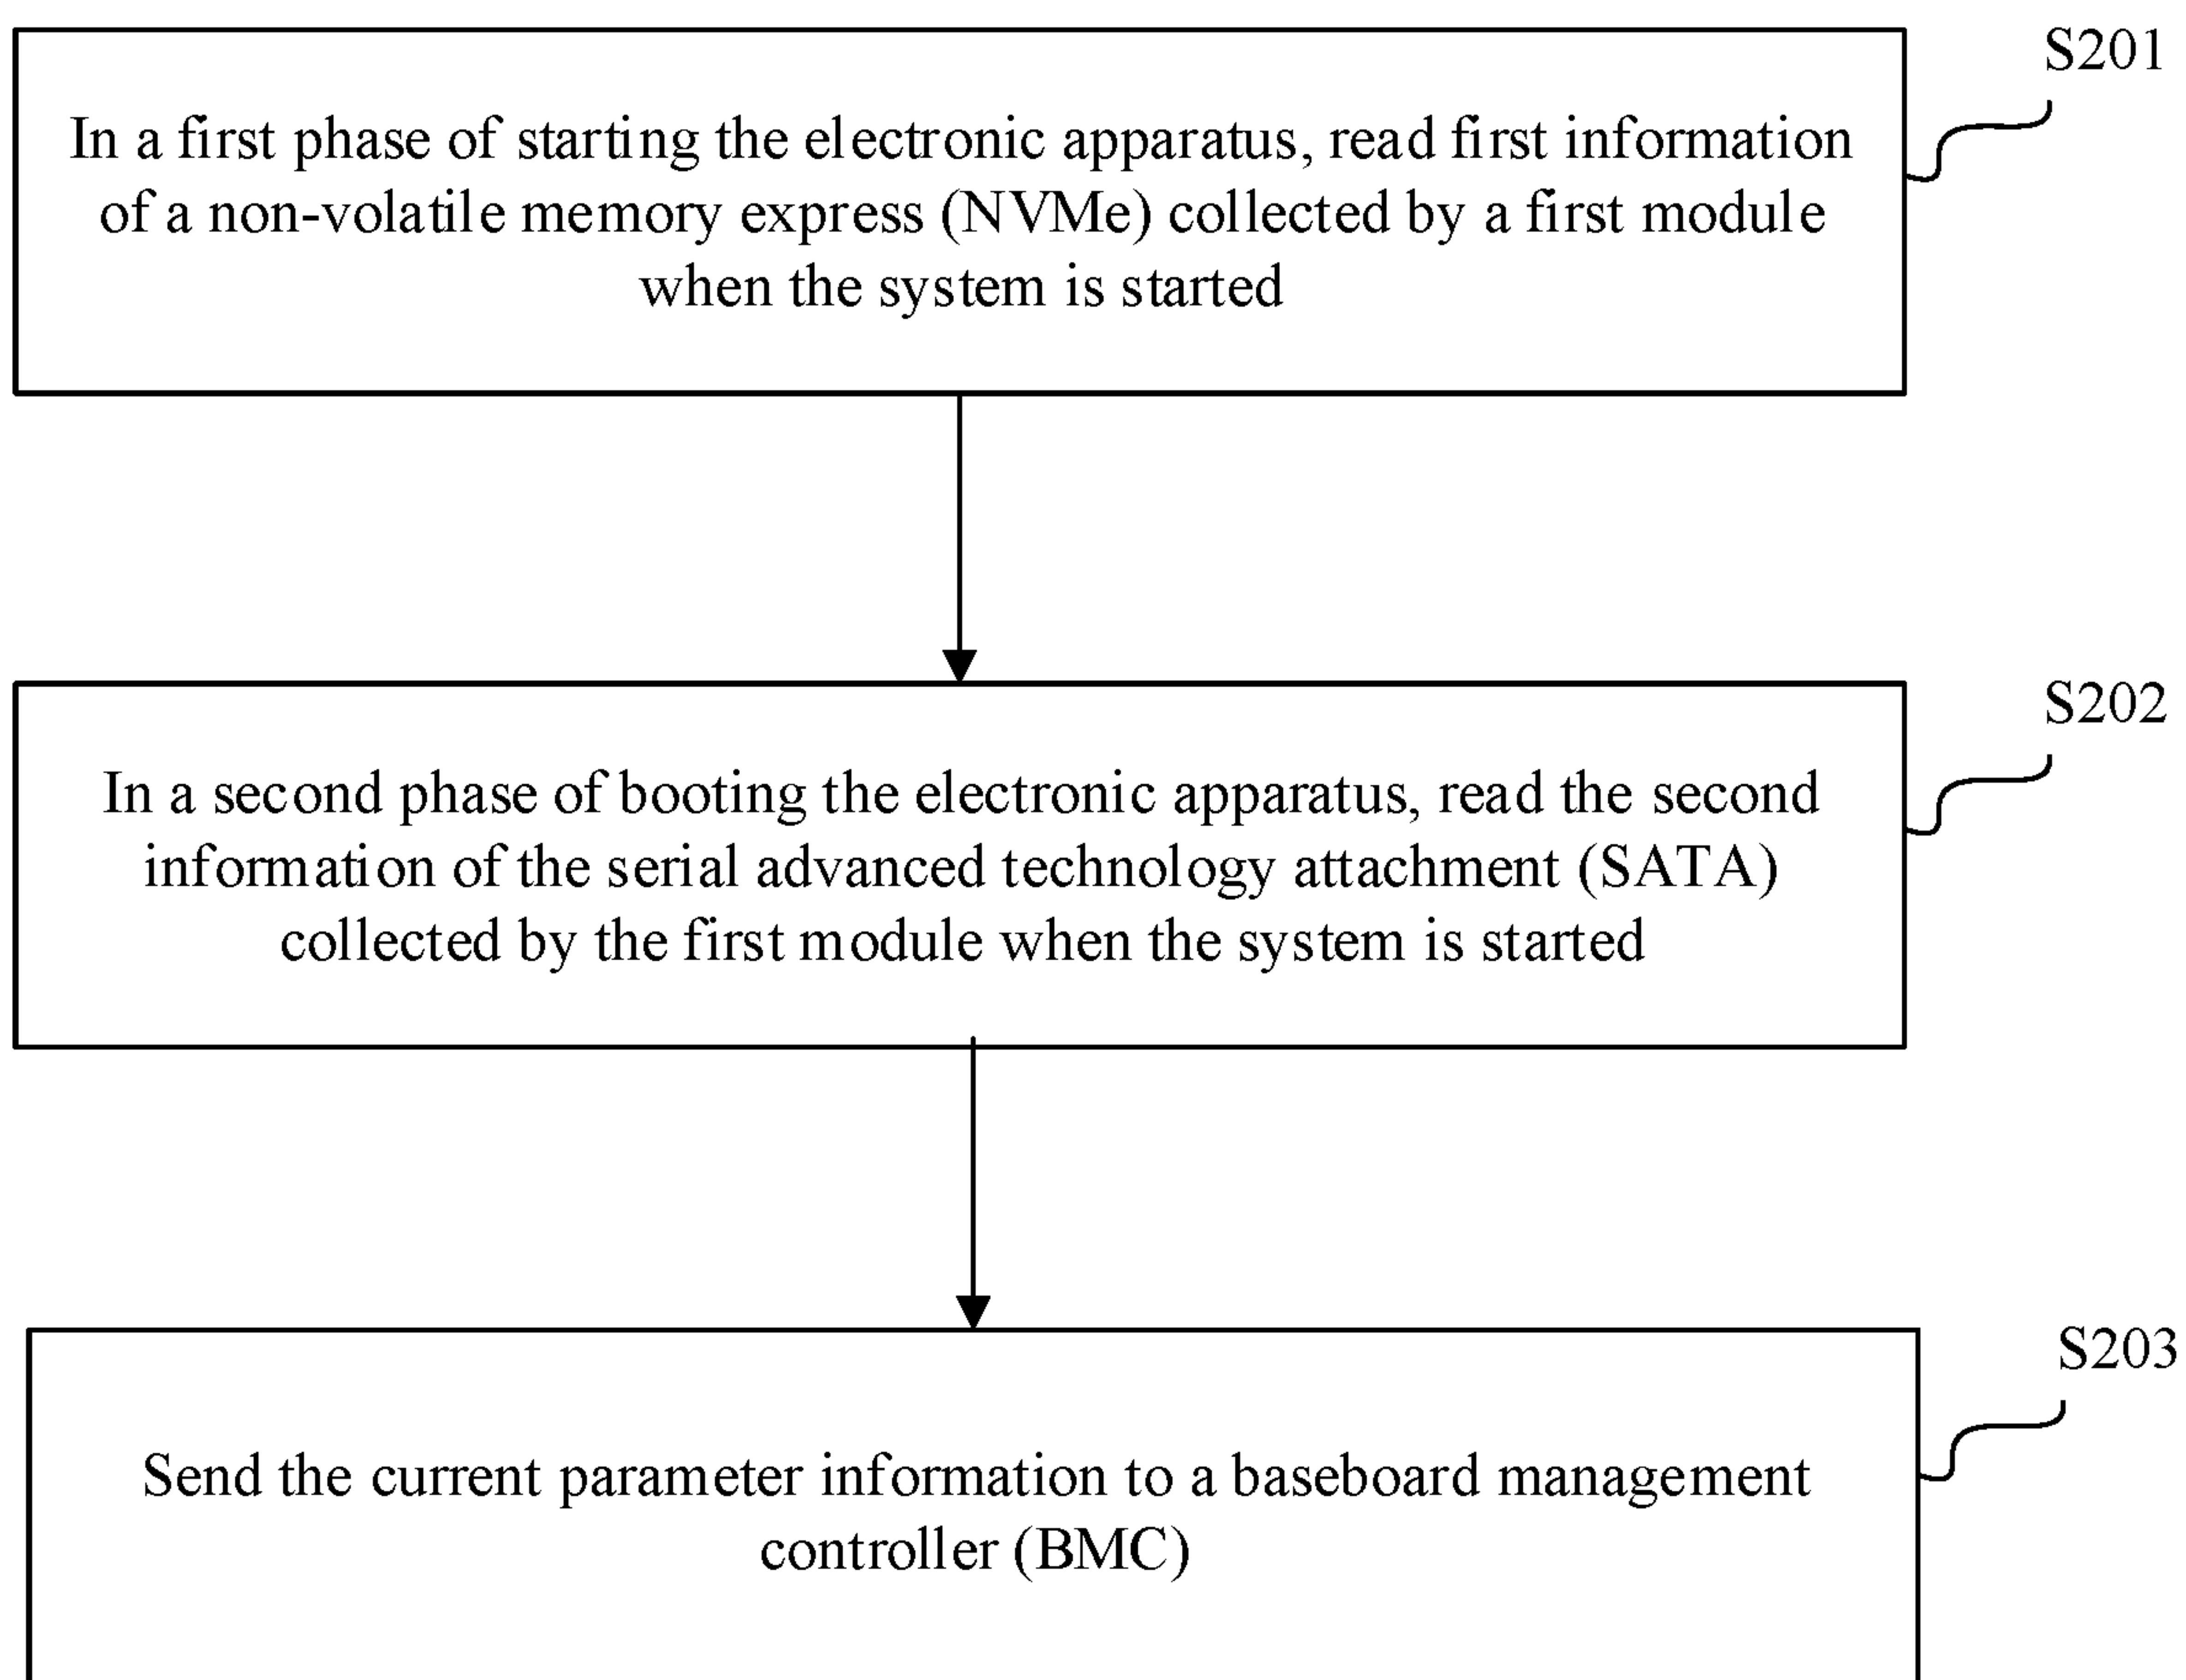 S201
In a first phase of starting the electronic apparatus, read first information
of a non-volatile memory express (NVMe) collected by a first module
when the system is started
S202
In a second phase of booting the electronic apparatus, read the second
information of the serial advanced technology attachment (SATA)
collected by the first module when the system is started
S203
Send the current parameter information to a baseboard management
controller (BMC)